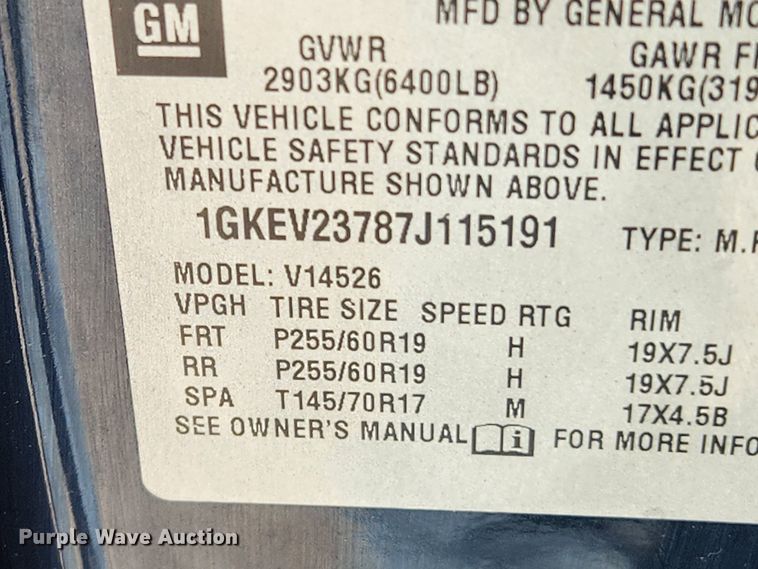 GM
MFD BY GENERAL MO
GVWR GAWR F
2903KG(6400LB) 1450KG(319
THIS VEHICLE CONFORMS TO ALL APPLIC
VEHICLE SAFETY STANDARDS IN EFFECT
MANUFACTURE SHOWN ABOVE.
1GKEV23787J115191 TYPE: M.P
MODEL: V14526
VPGH TIRE SIZE SPEED RTG RIM
FRT P255/60R19 H 19X7.5J
RR P255/60R19 H 19X7.5J
SPA T145/70R17 M 17X4.5B
SEE OWNER'S MANUAL i FOR MORE INFO
Purple Wave Auction